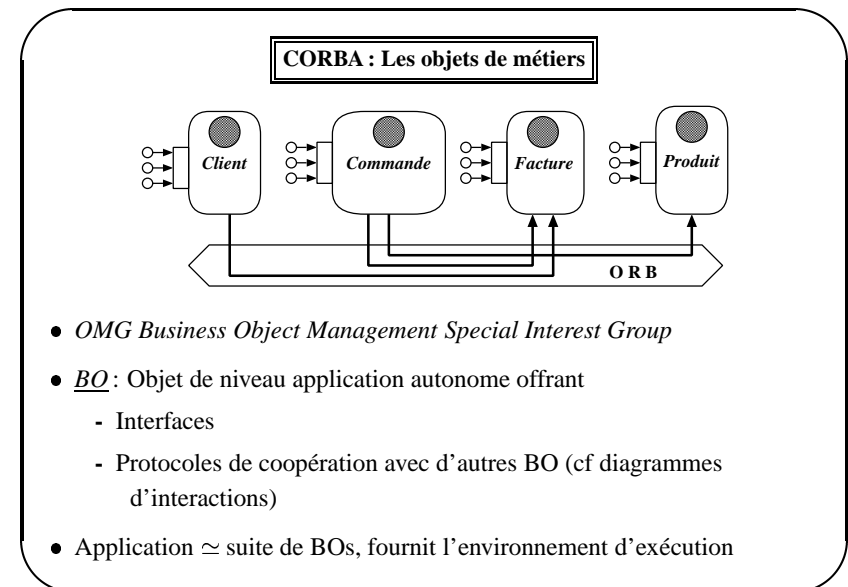 CORBA : Les objets de métiers
Client
Commande
Facture
Produit
O R B
• OMG Business Object Management Special Interest Group
• BO : Objet de niveau application autonome offrant
- Interfaces
- Protocoles de coopération avec d'autres BO (cf diagrammes
d'interactions)
• Application ≃ suite de BOs, fournit l'environnement d'exécution